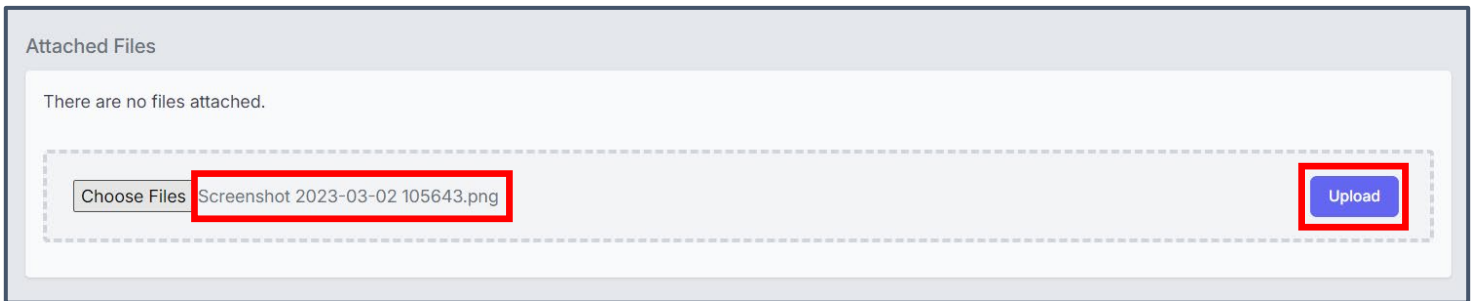 Attached Files
There are no files attached.
Choose Files Screenshot 2023-03-02 105643.png Upload